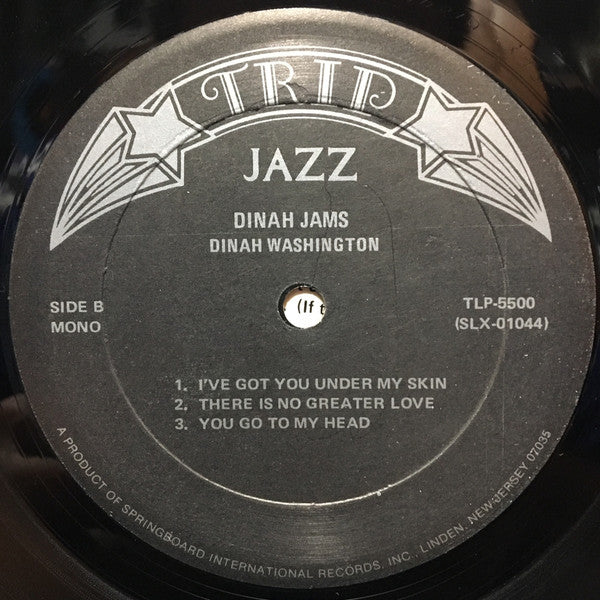 TRIP
JAZZ
DINAH JAMS
DINAH WASHINGTON
SIDE B
MONO
TLP-5500
(SLX-01044)
(If t
1. I'VE GOT YOU UNDER MY SKIN
2. THERE IS NO GREATER LOVE
3. YOU GO TO MY HEAD
A PRODUCT OF SPRINGBOARD INTERNATIONAL RECORDS, INC., LINDEN, NEW JERSEY 07035